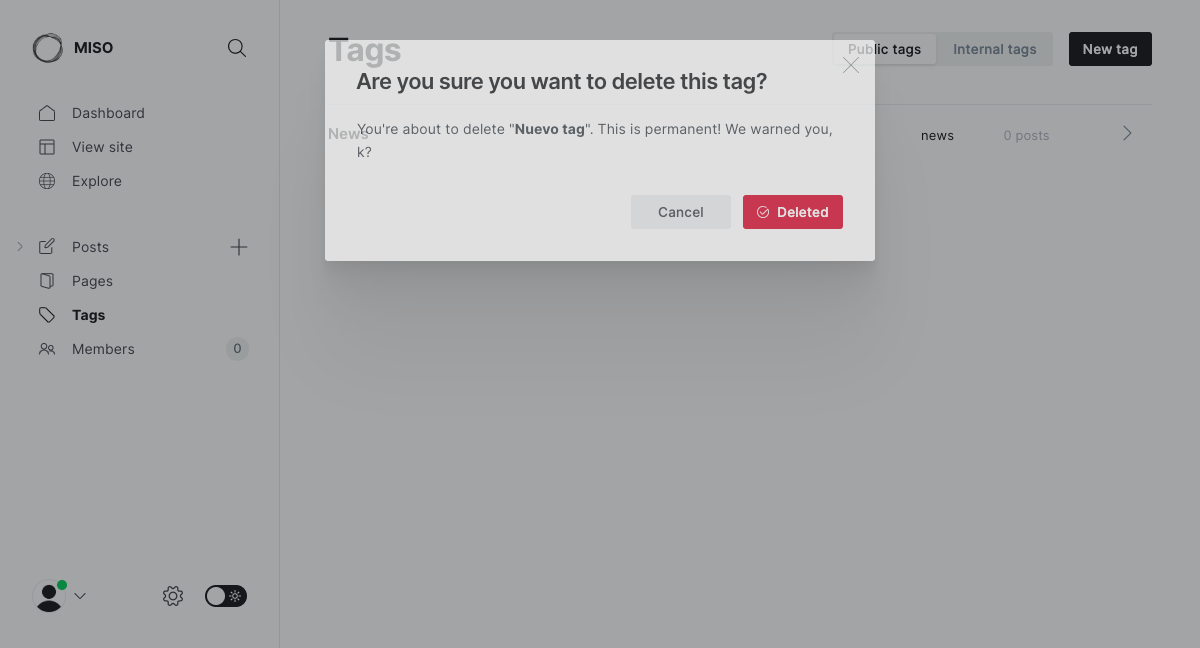 MISO
Dashboard
View site
Explore
Posts
Pages
Tags
Members
0
Tags
Public tags
Internal tags
New tag
News
news
0 posts
Are you sure you want to delete this tag?
You're about to delete "Nuevo tag". This is permanent! We warned you,
k?
Cancel
Deleted